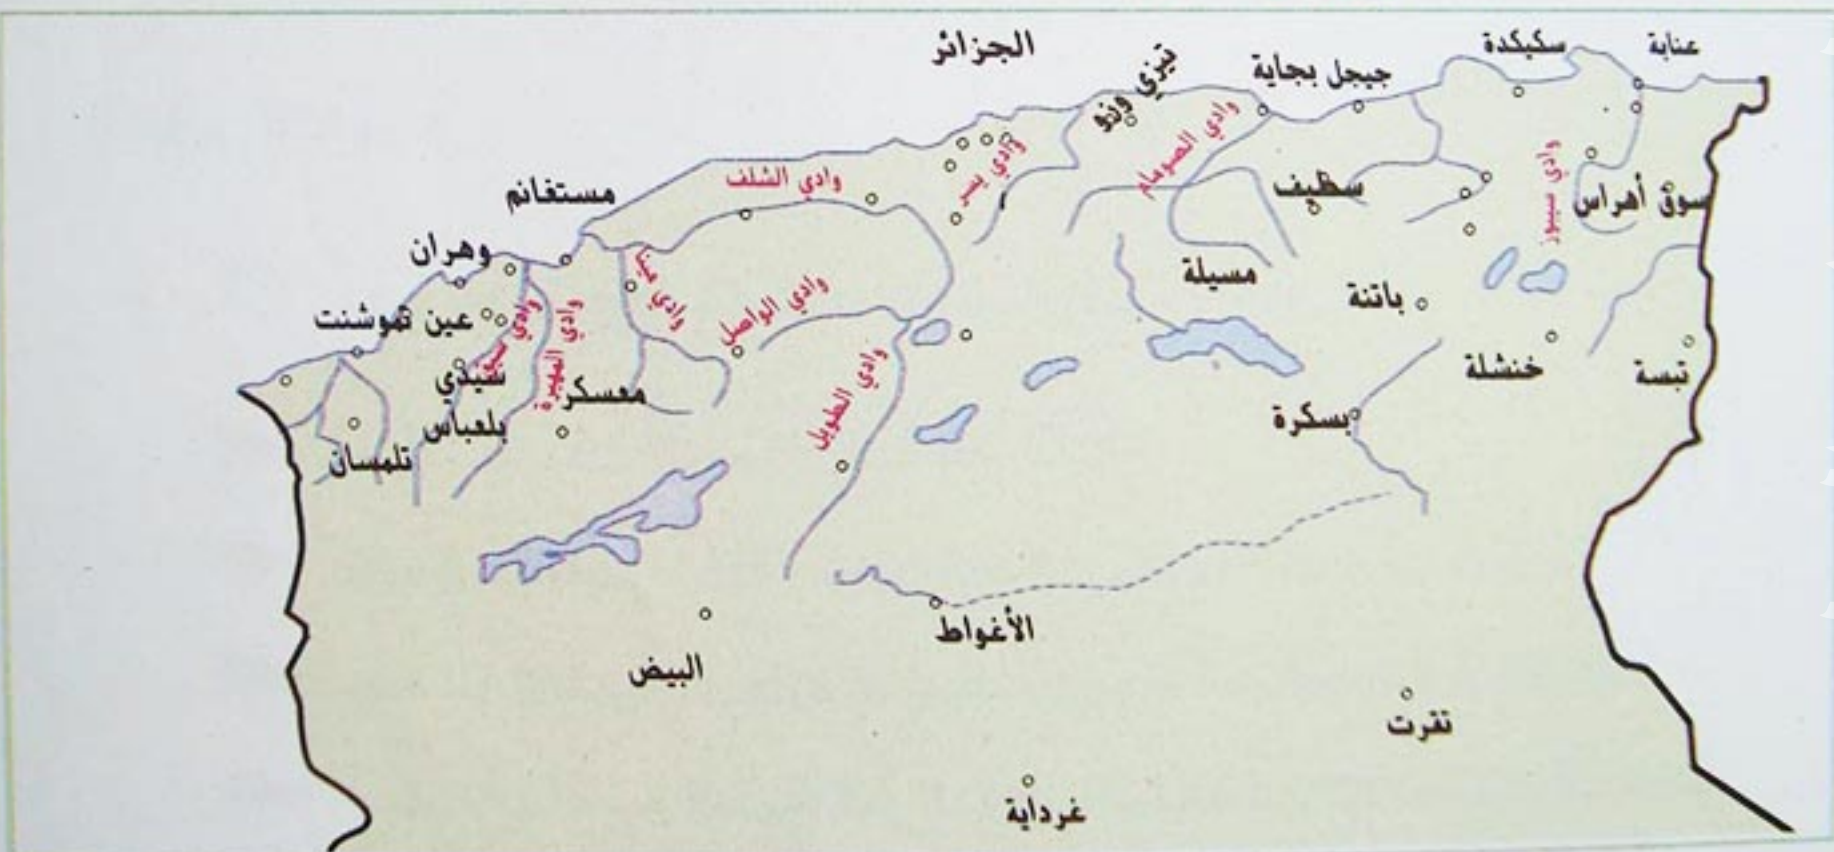 عنابة
سكيكدة
جيجل بجاية
تيزي وزو
الجزائر
وادي الصومام
وادي يسر
وادي سيبوز
سوق أهراس
سطيف
وادي الشلف
مستغانم
وهران
مسيلة
باتنة
وادي مينا
وادي الواصل
عين تموشنت
وادي الهبرة
سيدي
بلعباس
معسكر
وادي الطويل
خنشلة
تبسة
بسكرة
تلمسان
الأغواط
البيض
تقرت
غرداية